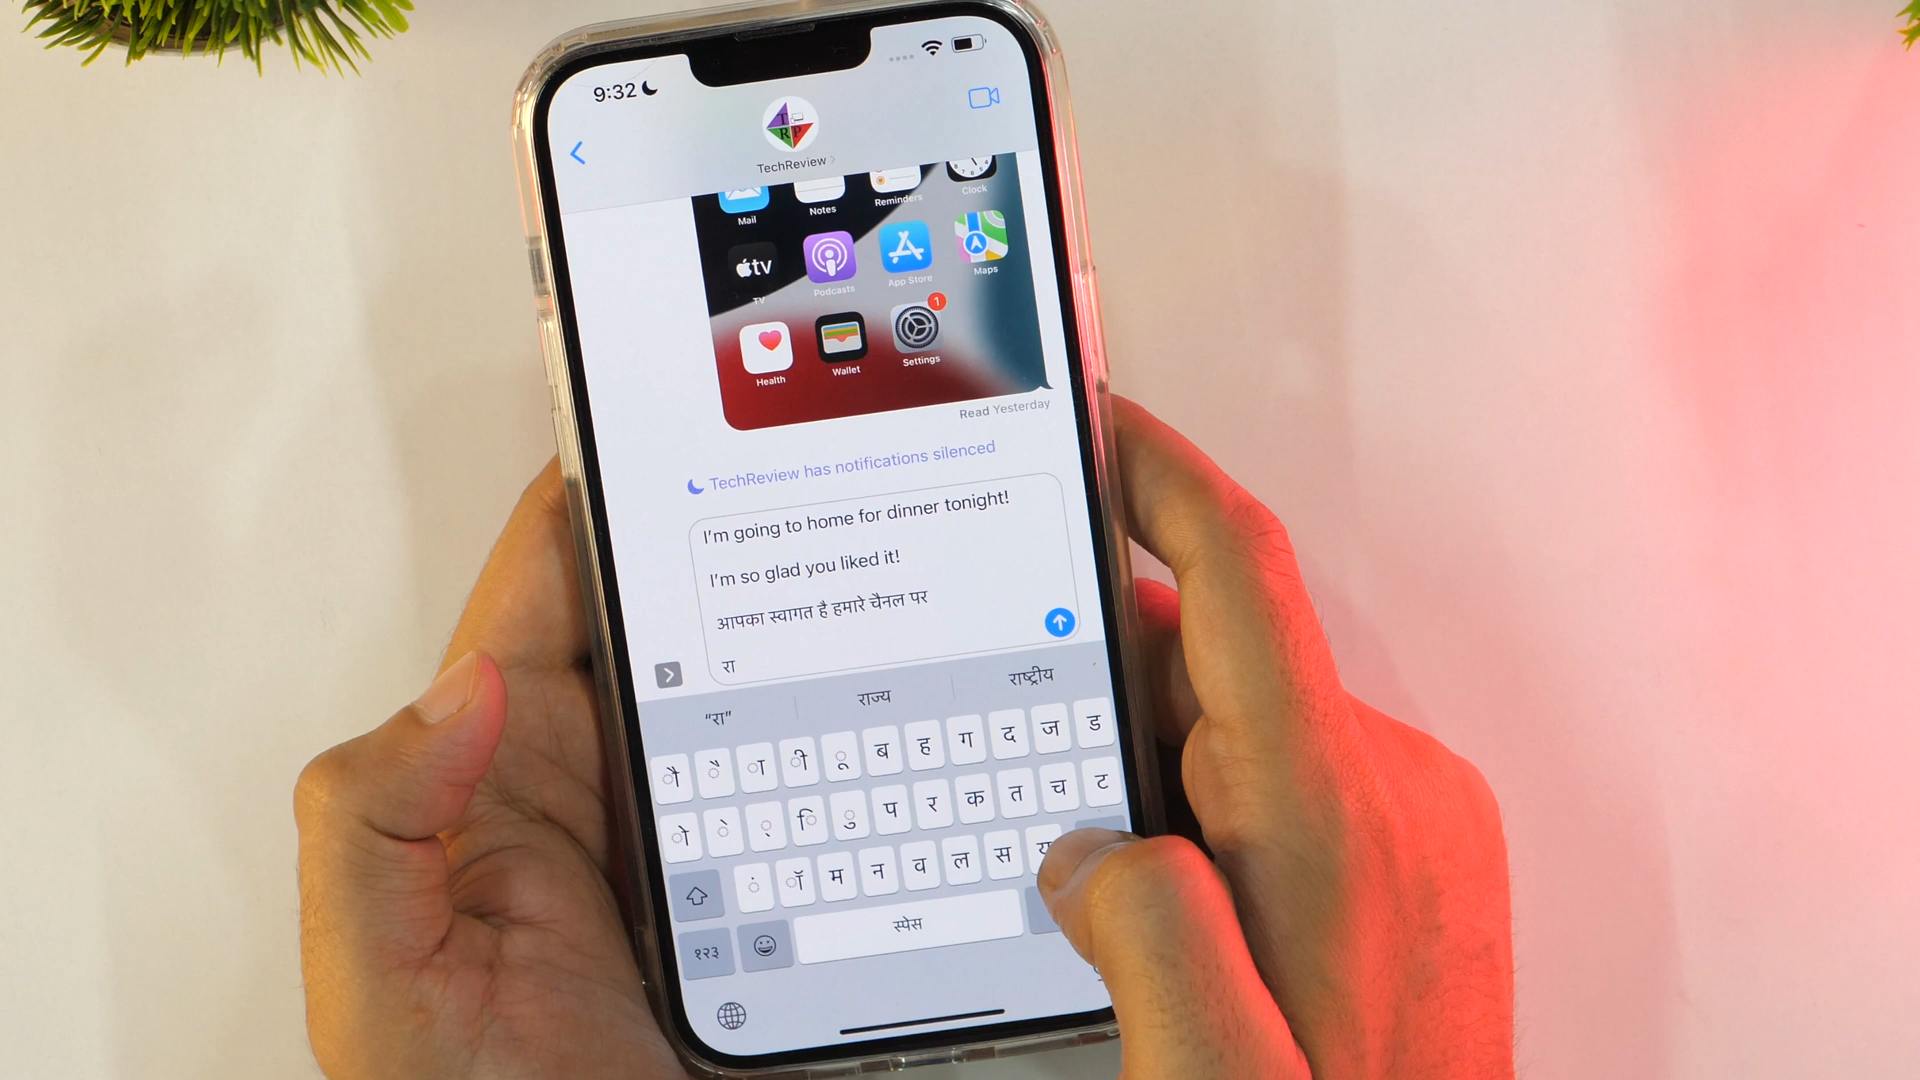 9:32
T
R P
TechReview
Mail
Notes
Reminders
Clock
tv
TV
Podcasts
App Store
Maps
1
Health
Wallet
Settings
Read Yesterday
TechReview has notifications silenced
I'm going to home for dinner tonight!
I'm so glad you liked it!
आपका स्वागत है हमारे चैनल पर
रा
"रा"
राज्य
राष्ट्रीय
ौ ै ा ी ू ब ह ग द ज ड
ो े ् ि ु प र क त च ट
ं ॉ म न व ल स य
१२३
स्पेस